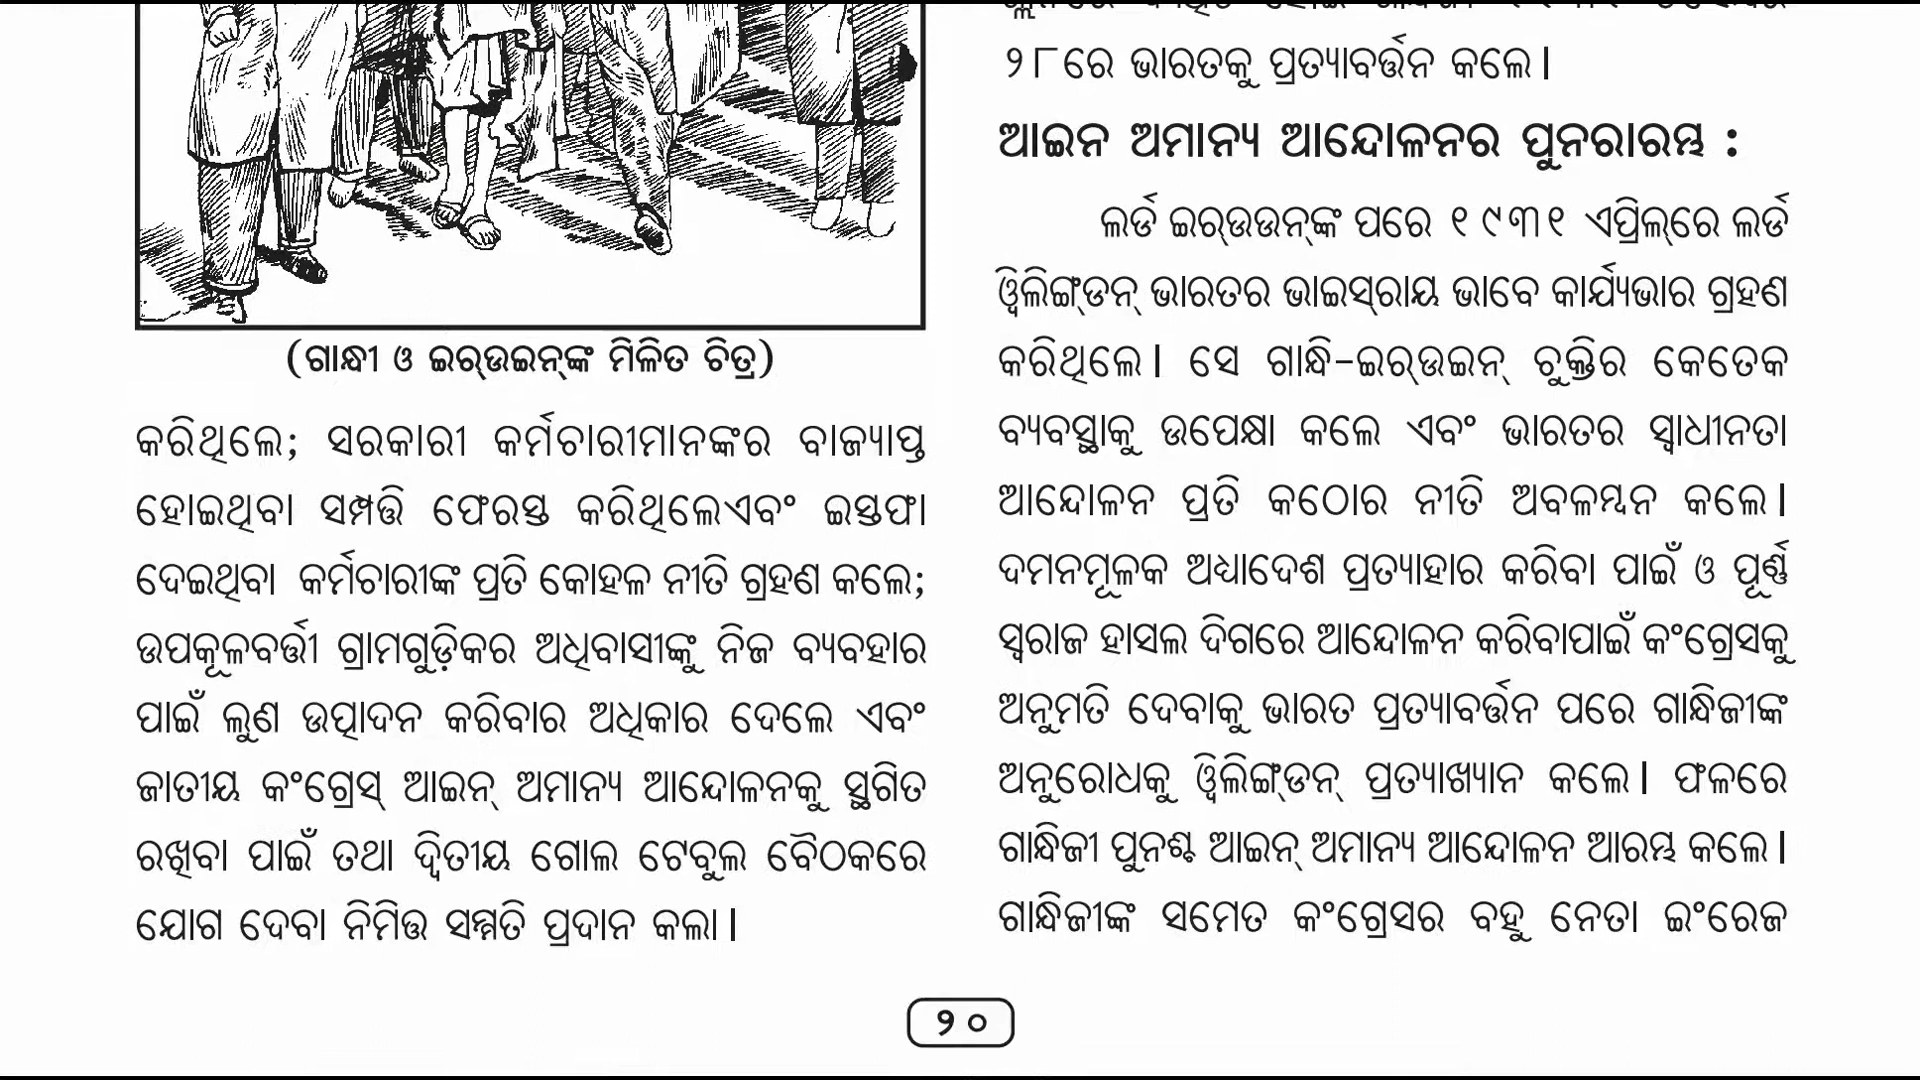 (ଗାନ୍ଧୀ ଓ ଇର୍‌ଉଇନ୍‌ଙ୍କ ମିଳିତ ଚିତ୍ର)
କରିଥିଲେ; ସରକାରୀ କର୍ମଚାରୀମାନଙ୍କର ବାଜ୍ୟାପ୍ତ
ହୋଇଥିବା ସମ୍ପତ୍ତି ଫେରସ୍ତ କରିଥିଲେଏବଂ ଇସ୍ତଫା
ଦେଇଥିବା କର୍ମଚାରୀଙ୍କ ପ୍ରତି କୋହଳ ନୀତି ଗ୍ରହଣ କଲେ;
ଉପକୂଳବର୍ତ୍ତୀ ଗ୍ରାମଗୁଡ଼ିକର ଅଧିବାସୀଙ୍କୁ ନିଜ ବ୍ୟବହାର
ପାଇଁ ଲୁଣ ଉତ୍ପାଦନ କରିବାର ଅଧିକାର ଦେଲେ ଏବଂ
ଜାତୀୟ କଂଗ୍ରେସ୍ ଆଇନ୍ ଅମାନ୍ୟ ଆନ୍ଦୋଳନକୁ ସ୍ଥଗିତ
ରଖିବା ପାଇଁ ତଥା ଦ୍ୱିତୀୟ ଗୋଲ ଟେବୁଲ ବୈଠକରେ
ଯୋଗ ଦେବା ନିମିତ୍ତ ସମ୍ମତି ପ୍ରଦାନ କଲା।
୨୮ରେ ଭାରତକୁ ପ୍ରତ୍ୟାବର୍ତ୍ତନ କଲେ।
ଆଇନ ଅମାନ୍ୟ ଆନ୍ଦୋଳନର ପୁନରାରମ୍ଭ :
ଲର୍ଡ ଇର୍‌ଉଇନ୍‌ଙ୍କ ପରେ ୧୯୩୧ ଏପ୍ରିଲ୍‌ରେ ଲର୍ଡ
ୱିଲିଙ୍ଗ୍‌ଡନ୍ ଭାରତର ଭାଇସ୍‌ରାୟ ଭାବେ କାର୍ଯ୍ୟଭାର ଗ୍ରହଣ
କରିଥିଲେ। ସେ ଗାନ୍ଧି-ଇର୍‌ଉଇନ୍ ଚୁକ୍ତିର କେତେକ
ବ୍ୟବସ୍ଥାକୁ ଉପେକ୍ଷା କଲେ ଏବଂ ଭାରତର ସ୍ୱାଧୀନତା
ଆନ୍ଦୋଳନ ପ୍ରତି କଠୋର ନୀତି ଅବଳମ୍ବନ କଲେ।
ଦମନମୂଳକ ଅଧ୍ୟାଦେଶ ପ୍ରତ୍ୟାହାର କରିବା ପାଇଁ ଓ ପୂର୍ଣ୍ଣ
ସ୍ୱରାଜ ହାସଲ ଦିଗରେ ଆନ୍ଦୋଳନ କରିବାପାଇଁ କଂଗ୍ରେସକୁ
ଅନୁମତି ଦେବାକୁ ଭାରତ ପ୍ରତ୍ୟାବର୍ତ୍ତନ ପରେ ଗାନ୍ଧିଜୀଙ୍କ
ଅନୁରୋଧକୁ ୱିଲିଙ୍ଗ୍‌ଡନ୍ ପ୍ରତ୍ୟାଖ୍ୟାନ କଲେ। ଫଳରେ
ଗାନ୍ଧିଜୀ ପୁନଶ୍ଚ ଆଇନ୍ ଅମାନ୍ୟ ଆନ୍ଦୋଳନ ଆରମ୍ଭ କଲେ।
ଗାନ୍ଧିଜୀଙ୍କ ସମେତ କଂଗ୍ରେସର ବହୁ ନେତା ଇଂରେଜ
୨୦